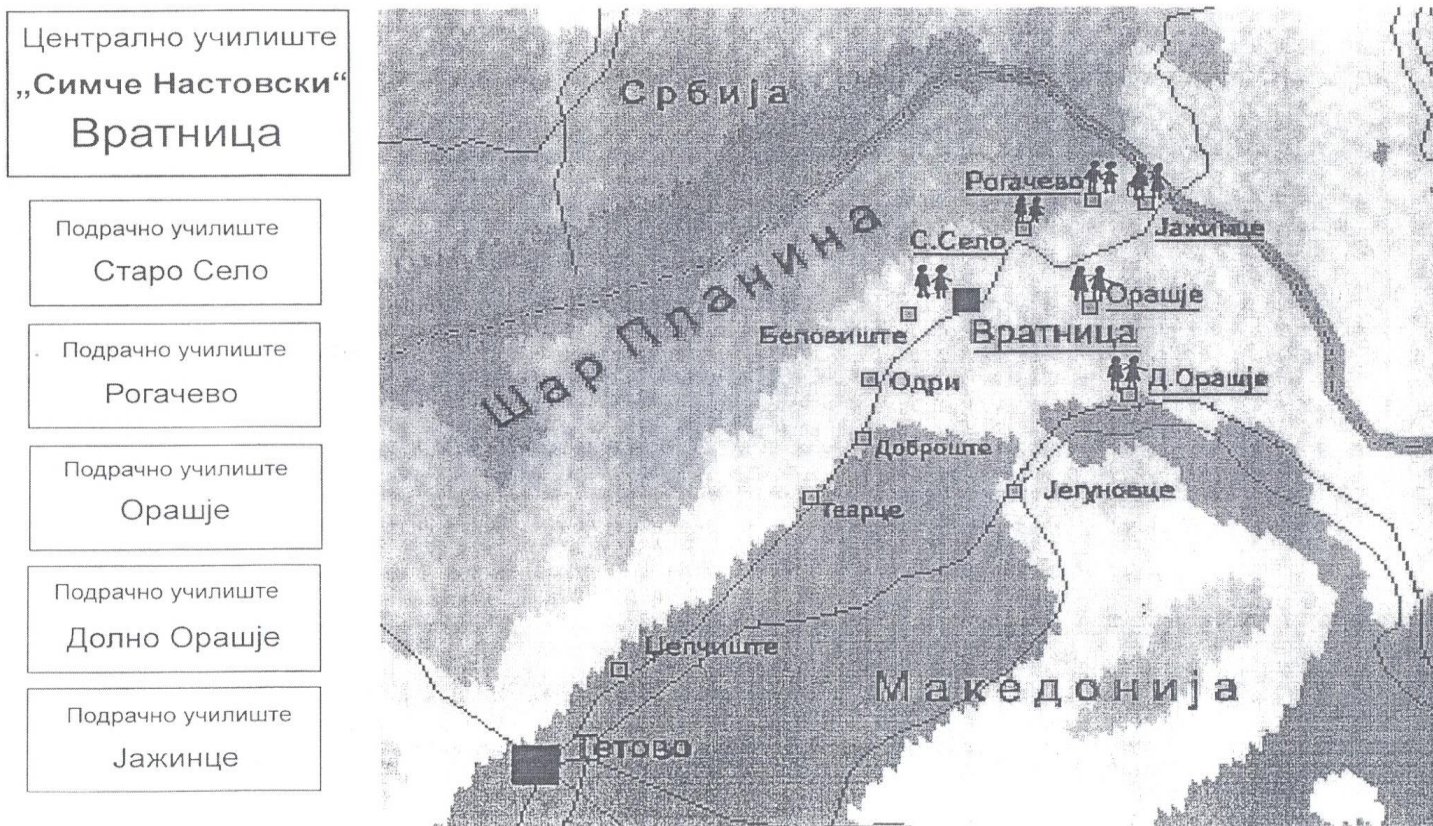 Централно училиште
„Симче Настовски“
Вратница
Подрачно училиште
Старо Село
Подрачно училиште
Рогачево
Подрачно училиште
Орашје
Подрачно училиште
Долно Орашје
Подрачно училиште
Јажинце
Србија
Рогачево
Јажинце
С.Село
Шар Планина
Орашје
Беловиште
Вратница
Одри
Д.Орашје
Доброште
Јегуновце
Теарце
Џепчиште
Македонија
Тетово